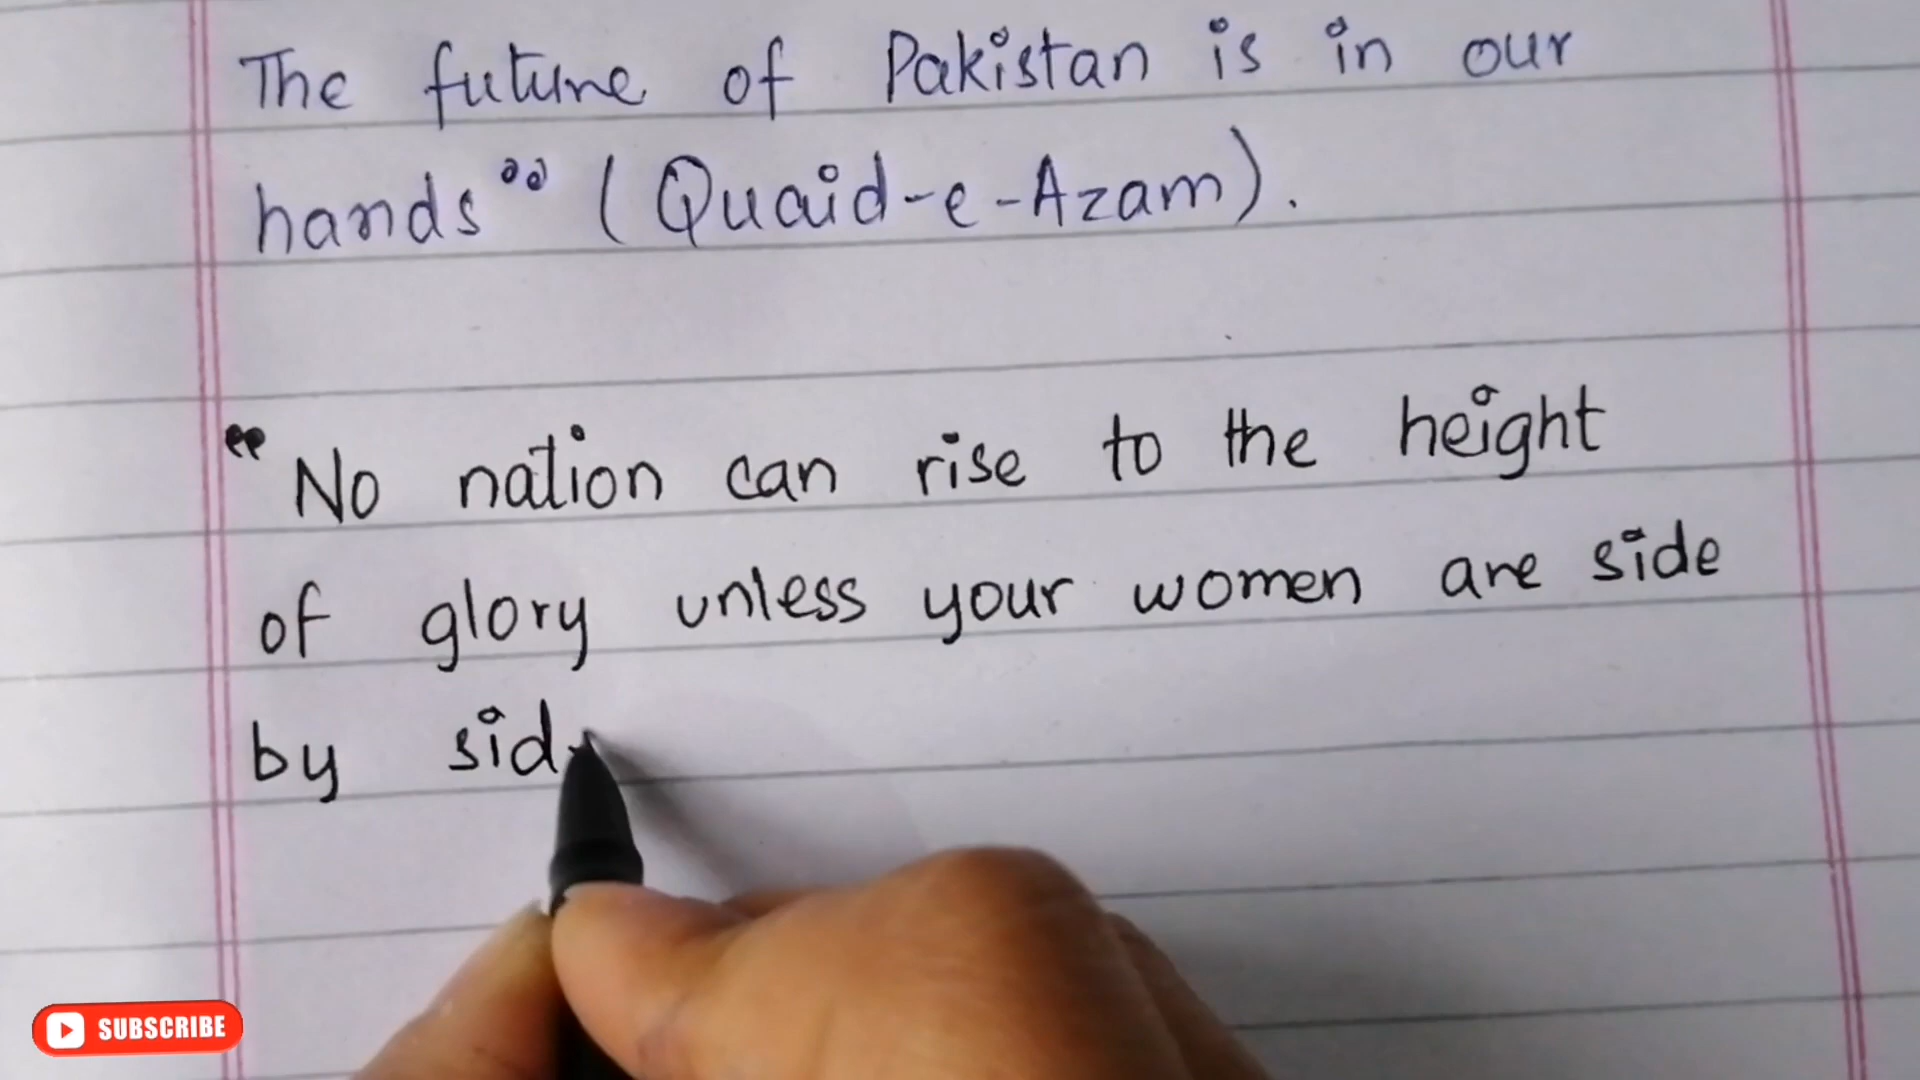 The future of Pakistan is in our
hands" (Quaid-e-Azam).
"No nation can rise to the height
of glory unless your women are side
by sid
SUBSCRIBE